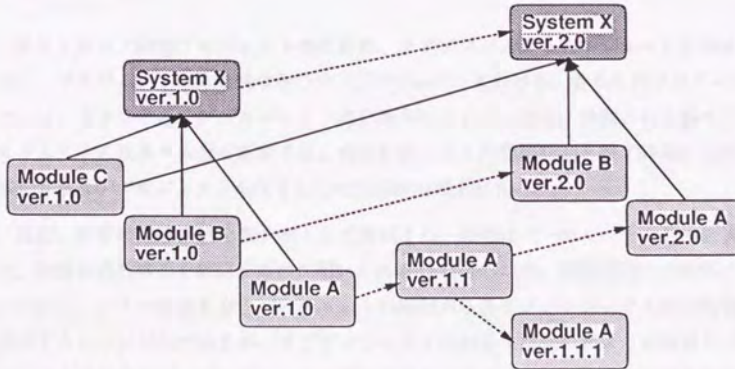 System X
ver.2.0
System X
ver.1.0
Module C
ver.1.0
Module B
ver.2.0
Module B
ver.1.0
Module A
ver.2.0
Module A
ver.1.1
Module A
ver.1.0
Module A
ver.1.1.1